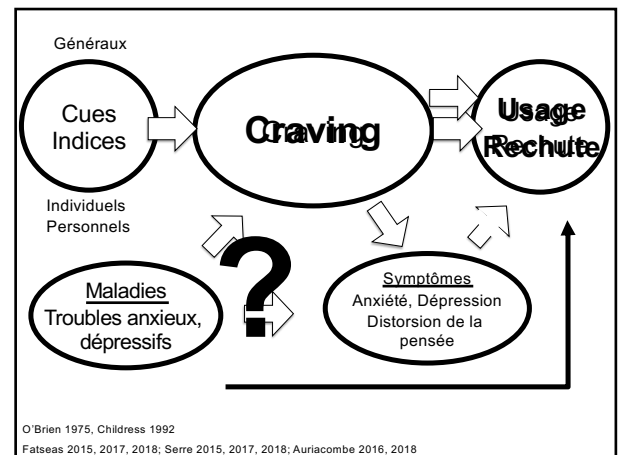 Généraux
Cues
Indices
Craving
Usage
Rechute
Individuels
Personnels
?
Maladies
Troubles anxieux,
dépressifs
Symptômes
Anxiété, Dépression
Distorsion de la
pensée
O'Brien 1975, Childress 1992
Fatseas 2015, 2017, 2018; Serre 2015, 2017, 2018; Auriacombe 2016, 2018